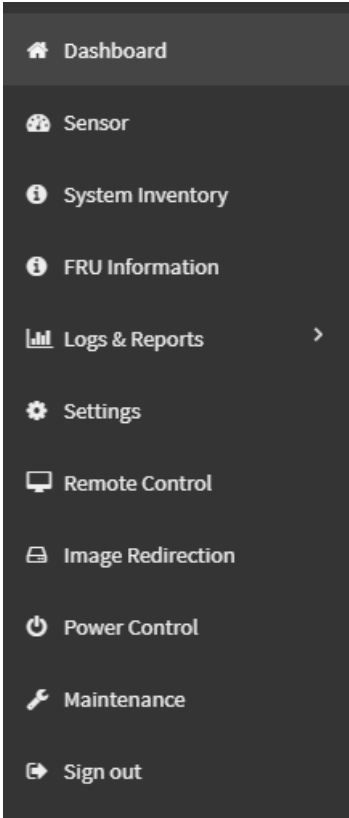 Dashboard
Sensor
System Inventory
FRU Information
Logs & Reports
Settings
Remote Control
Image Redirection
Power Control
Maintenance
Sign out